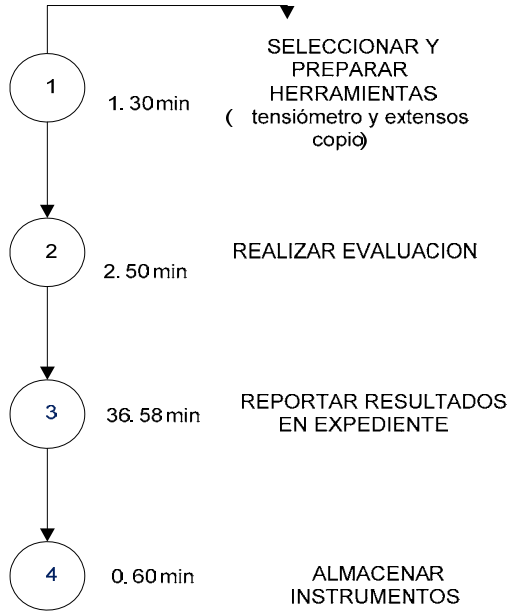 1
1.30 min
SELECCIONAR Y
PREPARAR
HERRAMIENTAS
( tensiómetro y extensos
copio)
2
2.50 min
REALIZAR EVALUACION
3
36.58 min
REPORTAR RESULTADOS
EN EXPEDIENTE
4
0.60 min
ALMACENAR
INSTRUMENTOS